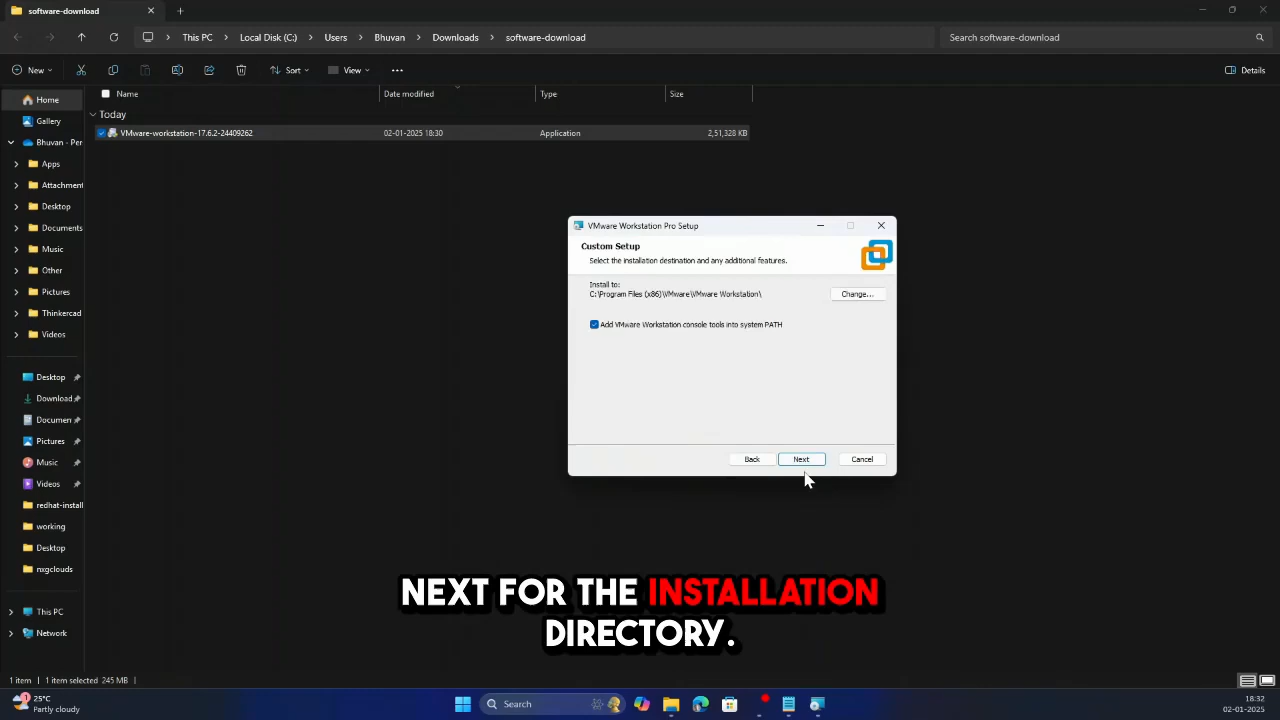 software-download
This PC > Local Disk (C:) > Users > Bhuvan > Downloads > software-download
Search software-download
New
Sort
View
Details
Home
Gallery
Bhuvan - Per
Apps
Attachment
Desktop
Documents
Music
Other
Pictures
Thinkercad
Videos
Desktop
Download
Documen
Pictures
Music
Videos
redhat-install
working
Desktop
nxgclouds
This PC
Network
Name Date modified Type Size
Today
VMware-workstation-17.6.2-24409262 02-01-2025 18:30 Application 2,51,328 KB
VMware Workstation Pro Setup
Custom Setup
Select the installation destination and any additional features.
Install to:
C:\Program Files (x86)\VMware\VMware Workstation\
Change...
Add VMware Workstation console tools into system PATH
Back Next Cancel
NEXT FOR THE INSTALLATION
DIRECTORY.
1 item 1 item selected 245 MB
1
25°C
Partly cloudy
Search
18:32
02-01-2025